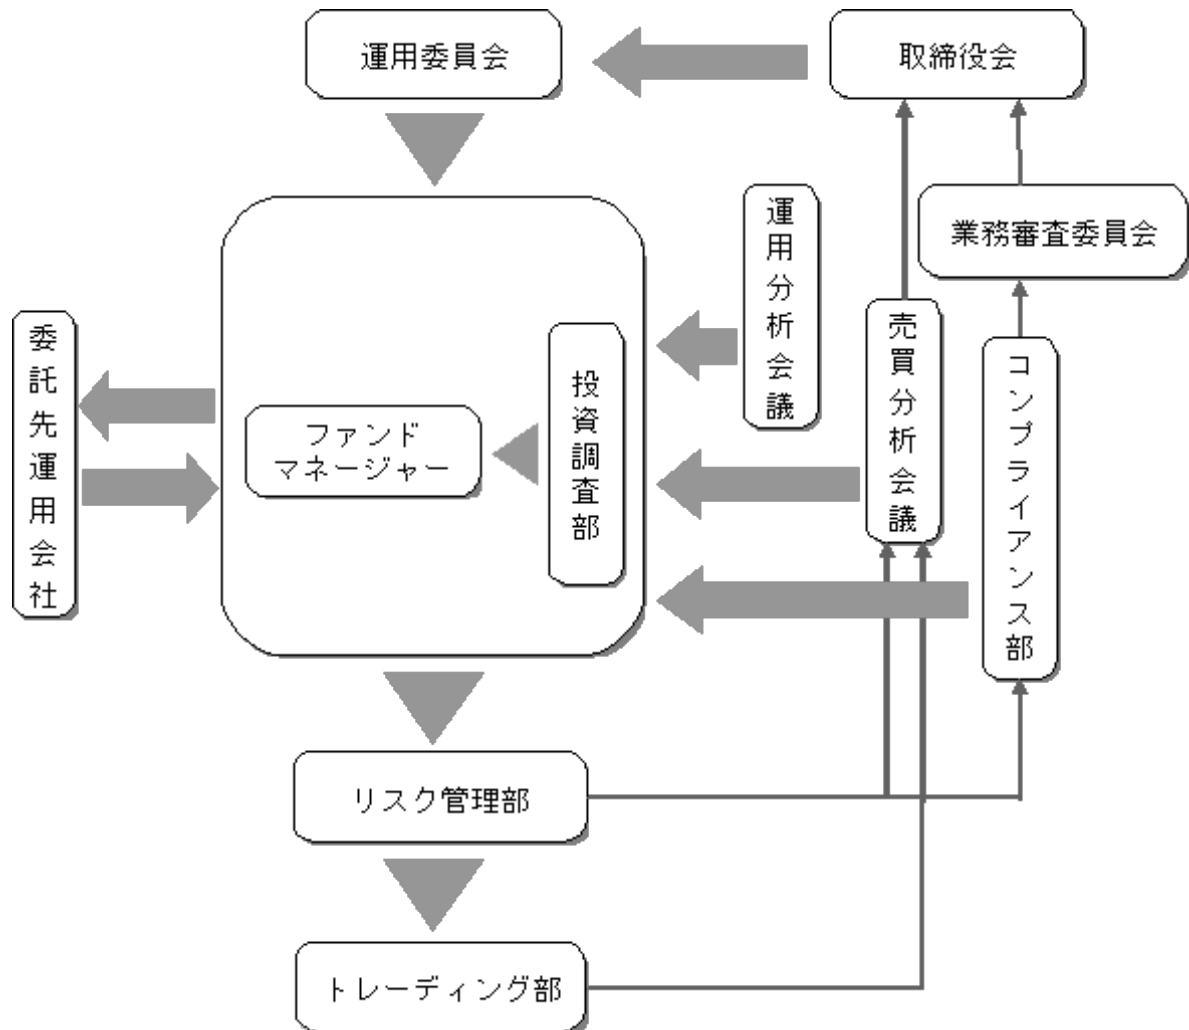 運用委員会
取締役会
運用分析会議
業務審査委員会
委託先運用会社
売買分析会議
投資調査部
コンプライアンス部
ファンド
マネージャー
リスク管理部
トレーディング部